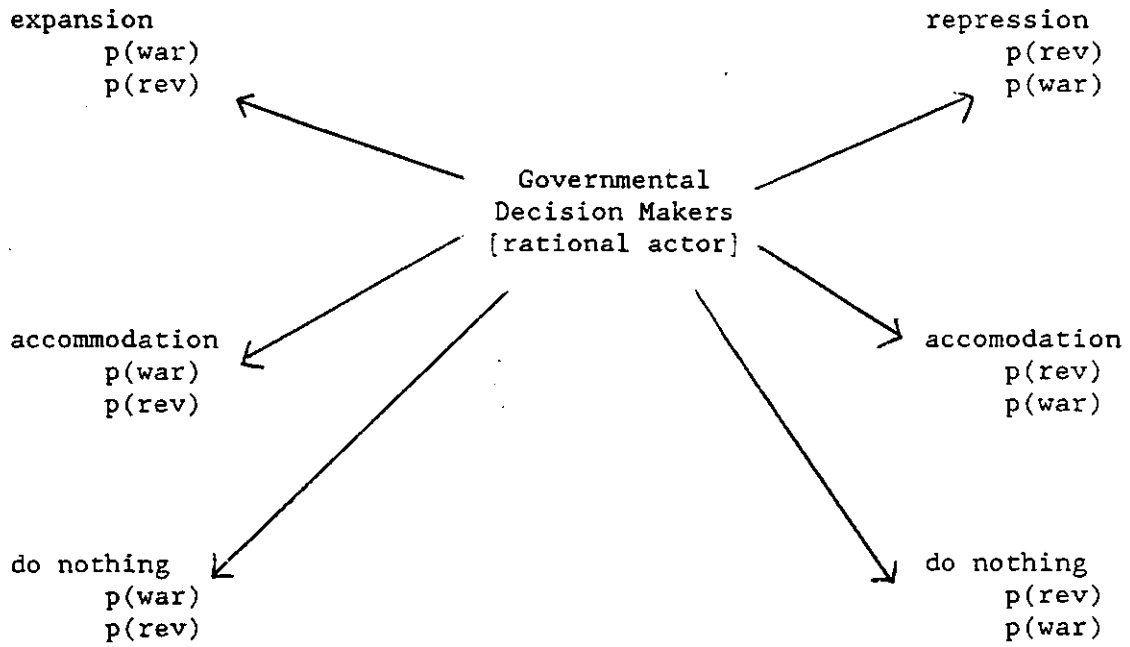 expansion
p(war)
p(rev)
repression
p(rev)
p(war)
Governmental
Decision Makers
[rational actor]
accommodation
p(war)
p(rev)
accomodation
p(rev)
p(war)
do nothing
p(war)
p(rev)
do nothing
p(rev)
p(war)